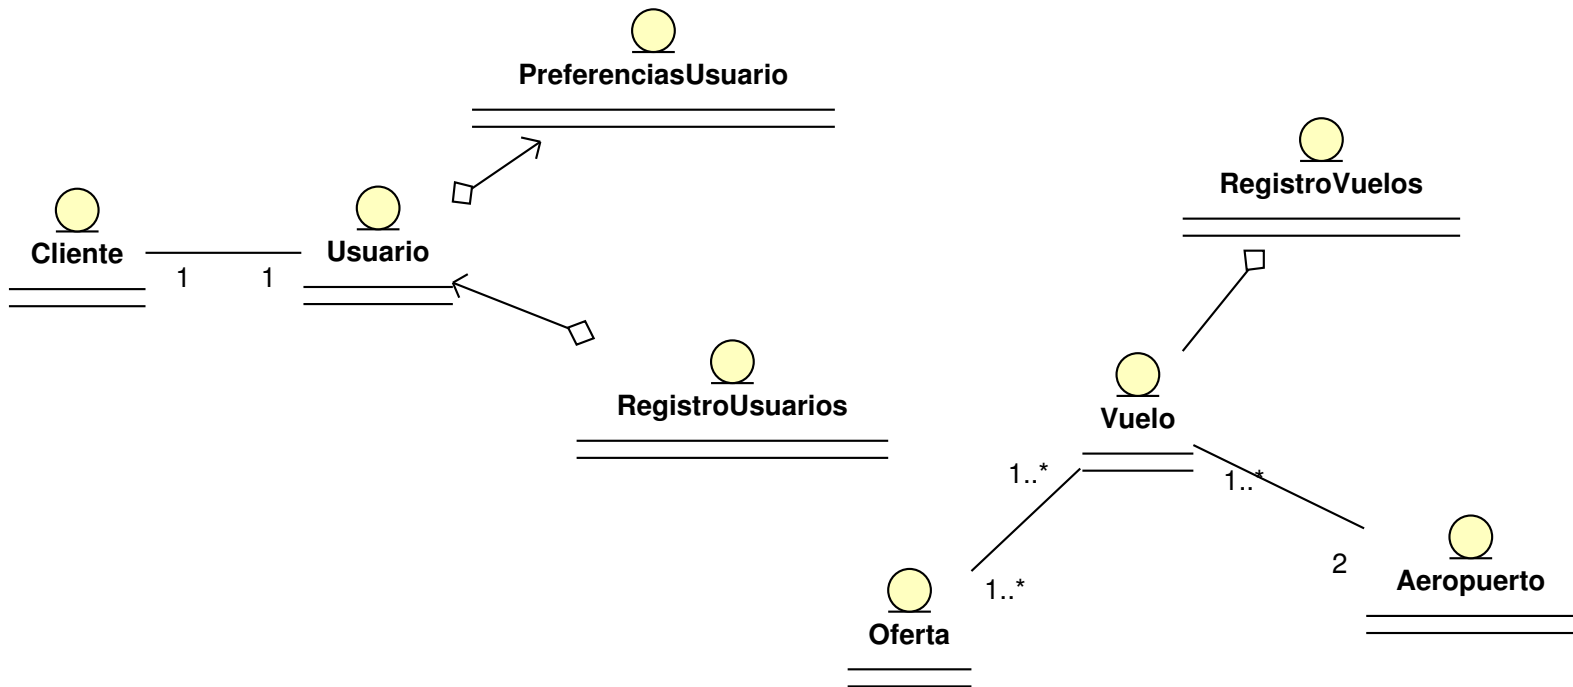 PreferenciasUsuario
RegistroVuelos
Cliente
1
1
Usuario
RegistroUsuarios
Vuelo
1..*
1..*
2
Aeropuerto
1..*
Oferta